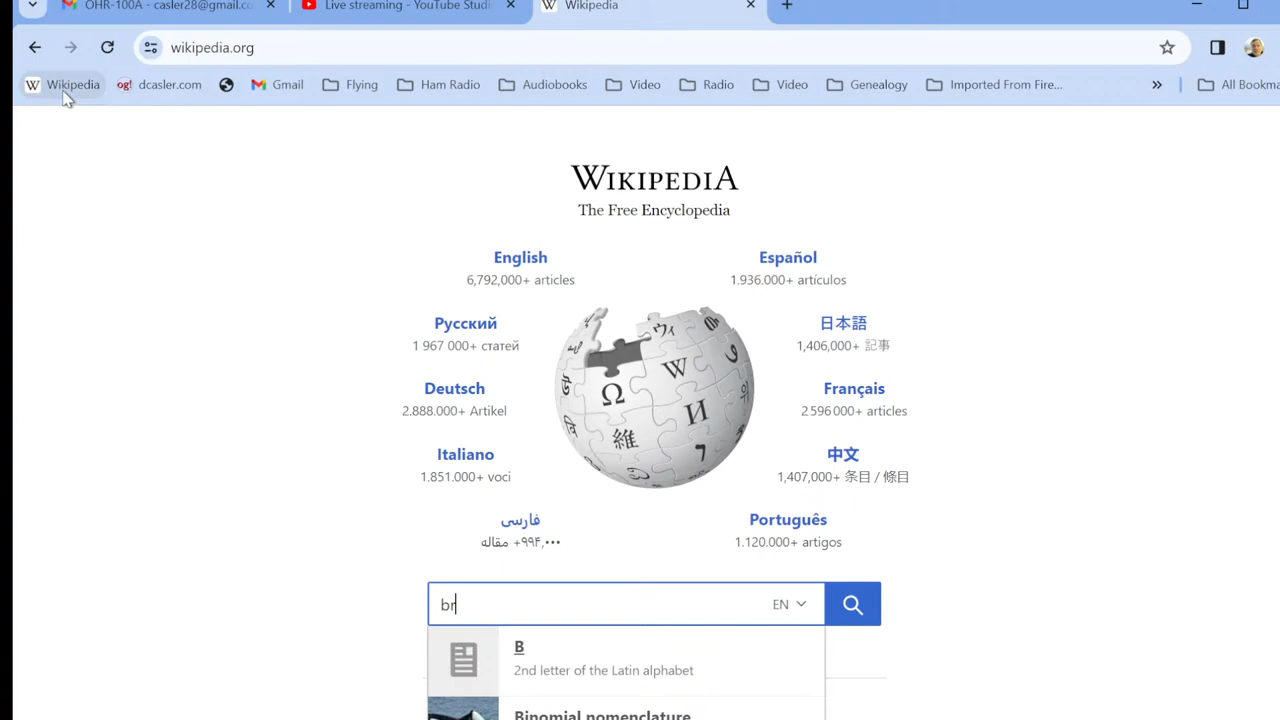 OHR-100A - casler28@gmail.co
Live streaming - YouTube Studi
Wikipedia
wikipedia.org
Wikipedia
og! dcasler.com
Gmail
Flying
Ham Radio
Audiobooks
Video
Radio
Video
Genealogy
Imported From Fire...
»
All Bookma
WIKIPEDIA
The Free Encyclopedia
English
6,792,000+ articles
Español
1.936.000+ artículos
Русский
1 967 000+ статей
日本語
1,406,000+ 記事
Deutsch
2.888.000+ Artikel
Français
2 596 000+ articles
Italiano
1.851.000+ voci
中文
1,407,000+ 条目 / 條目
فارسی
۹۹۴٬۰۰۰+ مقاله
Português
1.120.000+ artigos
br
EN
B
2nd letter of the Latin alphabet
Binomial nomenclature